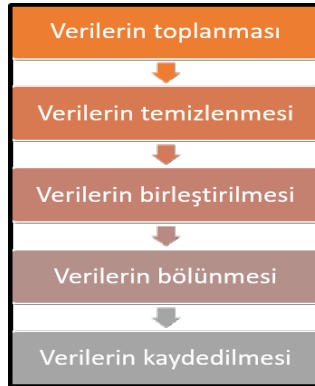 Verilerin toplanması
Verilerin temizlenmesi
Verilerin birleştirilmesi
Verilerin bölünmesi
Verilerin kaydedilmesi